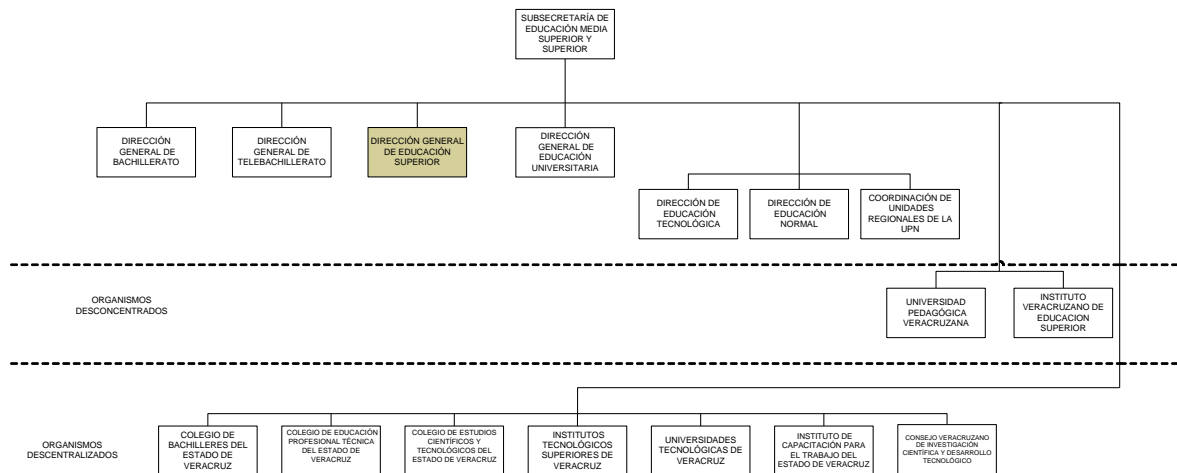 SUBSECRETARÍA DE
EDUCACIÓN MEDIA
SUPERIOR Y
SUPERIOR
DIRECCIÓN
GENERAL DE
BACHILLERATO
DIRECCIÓN
GENERAL DE
TELEBACHILLERATO
DIRECCIÓN GENERAL
DE EDUCACIÓN
SUPERIOR
DIRECCIÓN
GENERAL DE
EDUCACIÓN
UNIVERSITARIA
DIRECCIÓN DE
EDUCACIÓN
TECNOLÓGICA
DIRECCIÓN DE
EDUCACIÓN
NORMAL
COORDINACIÓN DE
UNIDADES
REGIONALES DE LA
UPN
ORGANISMOS
DESCONCENTRADOS
UNIVERSIDAD
PEDAGÓGICA
VERACRUZANA
INSTITUTO
VERACRUZANO DE
EDUCACION
SUPERIOR
ORGANISMOS
DESCENTRALIZADOS
COLEGIO DE
BACHILLERES DEL
ESTADO DE
VERACRUZ
COLEGIO DE EDUCACIÓN
PROFESIONAL TÉCNICA
DEL ESTADO DE
VERACRUZ
COLEGIO DE ESTUDIOS
CIENTÍFICOS Y
TECNOLÓGICOS DEL
ESTADO DE VERACRUZ
INSTITUTOS
TECNOLÓGICOS
SUPERIORES DE
VERACRUZ
UNIVERSIDADES
TECNOLÓGICAS DE
VERACRUZ
INSTITUTO DE
CAPACITACIÓN PARA
EL TRABAJO DEL
ESTADO DE VERACRUZ
CONSEJO VERACRUZANO
DE INVESTIGACIÓN
CIENTÍFICA Y DESARROLLO
TECNOLÓGICO